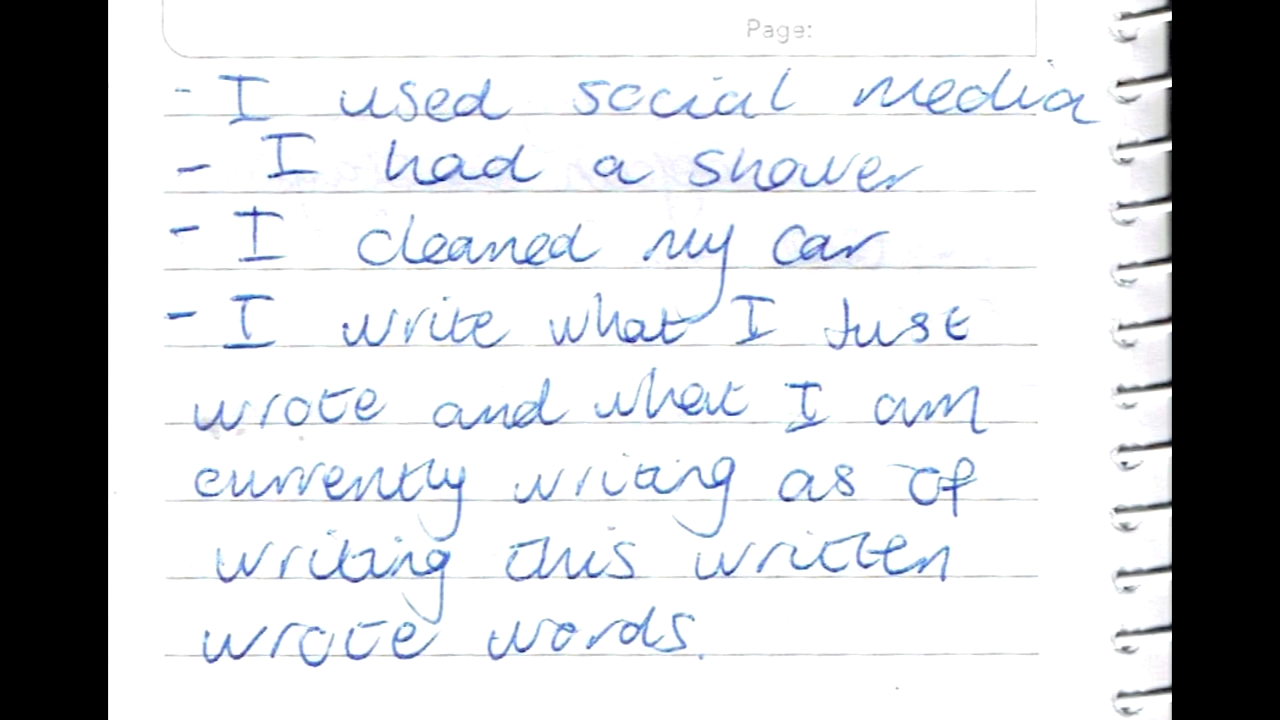 Page:
- I used social media
- I had a shower
- I cleaned my car
- I write what I Just
wrote and what I am
currently writing as of
writing this written
wrote words.